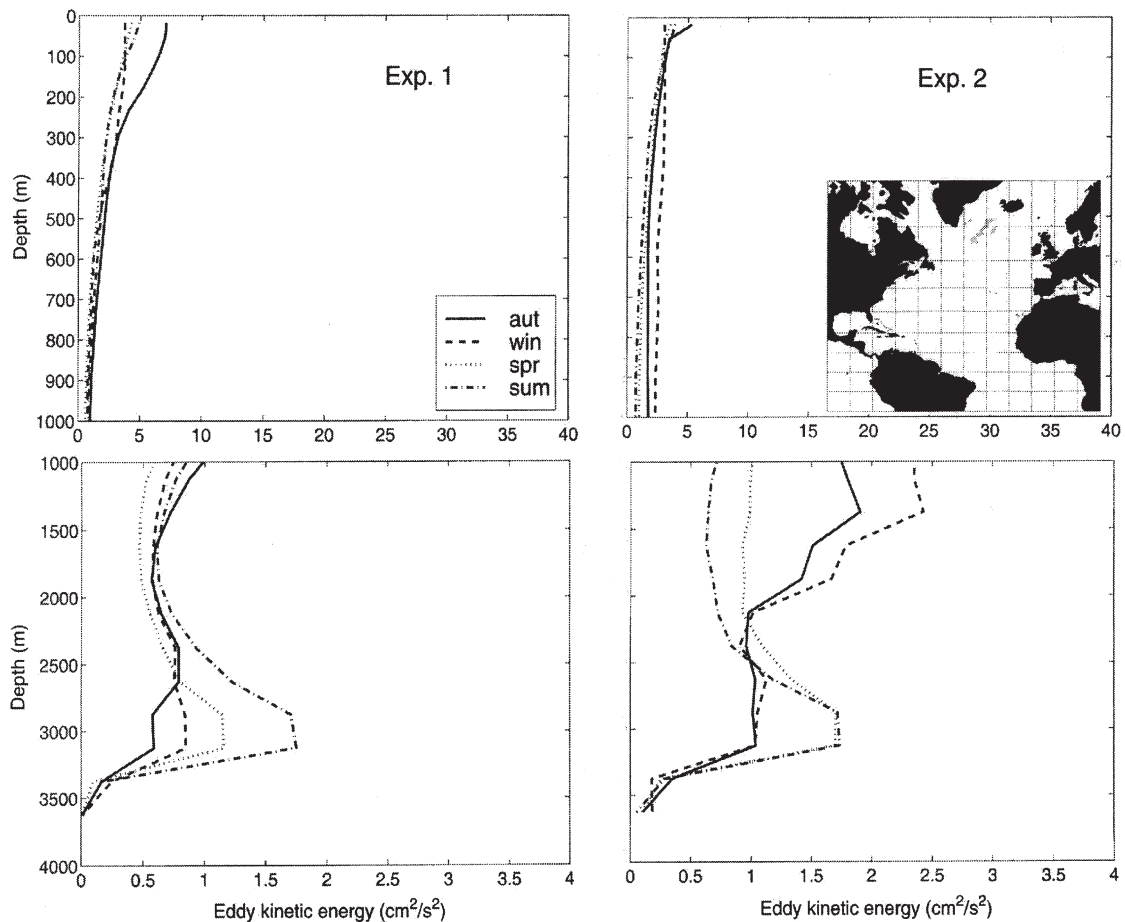 0
100
200
300
400
500
600
700
800
900
1000
Depth (m)
Exp. 1
aut
win
spr
sum
0 5 10 15 20 25 30 35 40
Exp. 2
0 5 10 15 20 25 30 35 40
1000
1500
2000
2500
3000
3500
4000
Depth (m)
0 0.5 1 1.5 2 2.5 3 3.5 4
Eddy kinetic energy (cm²/s²)
0 0.5 1 1.5 2 2.5 3 3.5 4
Eddy kinetic energy (cm²/s²)